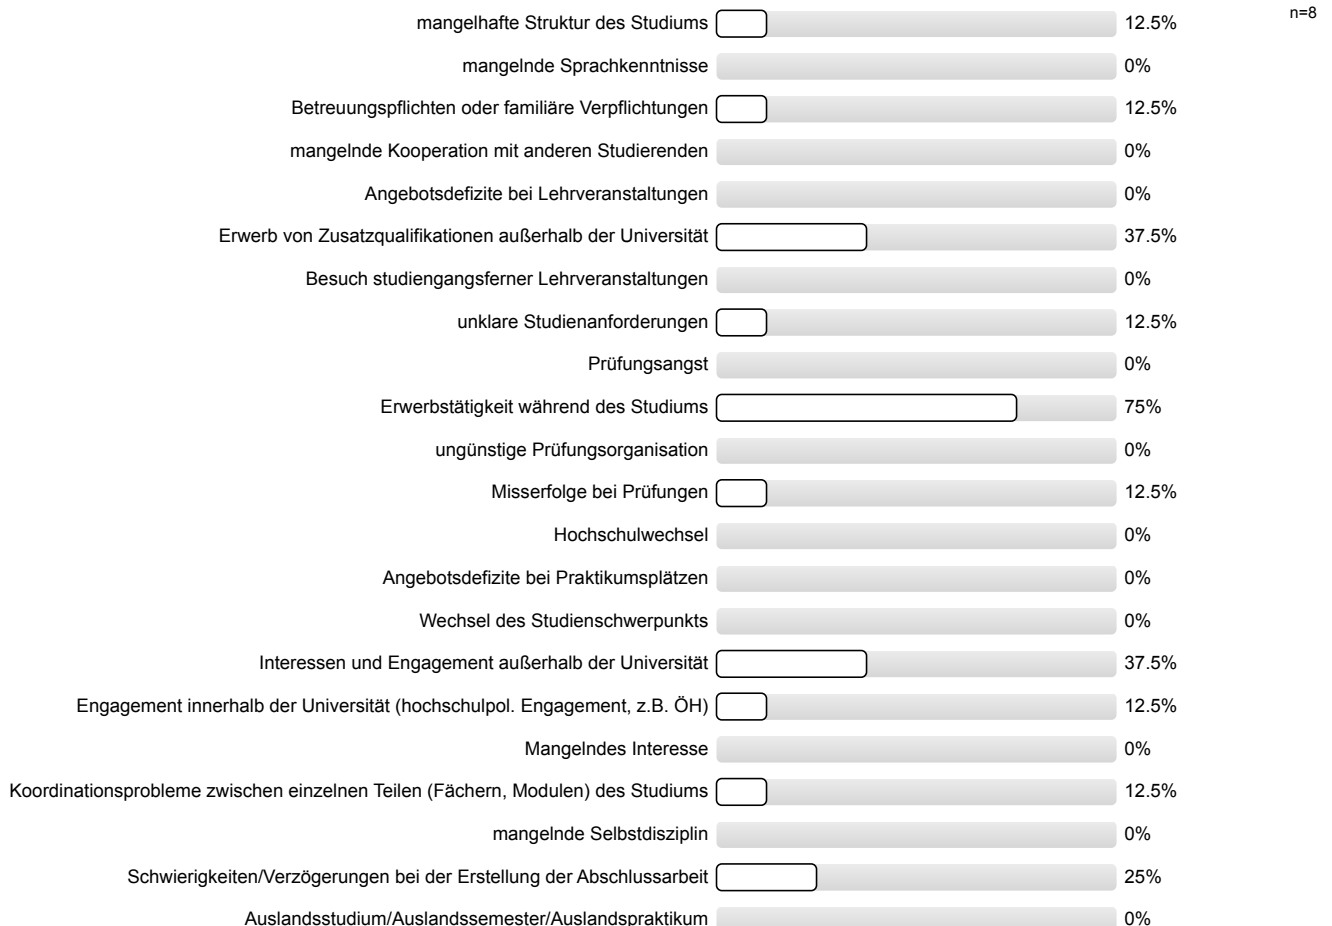 n=8
mangelhafte Struktur des Studiums 12.5%
mangelnde Sprachkenntnisse 0%
Betreuungspflichten oder familiäre Verpflichtungen 12.5%
mangelnde Kooperation mit anderen Studierenden 0%
Angebotsdefizite bei Lehrveranstaltungen 0%
Erwerb von Zusatzqualifikationen außerhalb der Universität 37.5%
Besuch studiengangsferner Lehrveranstaltungen 0%
unklare Studienanforderungen 12.5%
Prüfungsangst 0%
Erwerbstätigkeit während des Studiums 75%
ungünstige Prüfungsorganisation 0%
Misserfolge bei Prüfungen 12.5%
Hochschulwechsel 0%
Angebotsdefizite bei Praktikumsplätzen 0%
Wechsel des Studienschwerpunkts 0%
Interessen und Engagement außerhalb der Universität 37.5%
Engagement innerhalb der Universität (hochschulpol. Engagement, z.B. ÖH) 12.5%
Mangelndes Interesse 0%
Koordinationsprobleme zwischen einzelnen Teilen (Fächern, Modulen) des Studiums 12.5%
mangelnde Selbstdisziplin 0%
Schwierigkeiten/Verzögerungen bei der Erstellung der Abschlussarbeit 25%
Auslandsstudium/Auslandssemester/Auslandspraktikum 0%